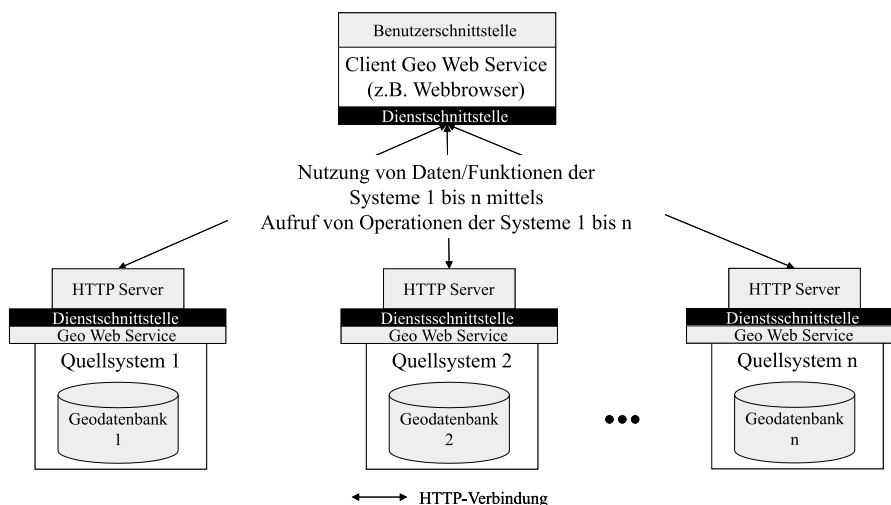 Benutzerschnittstelle
Client Geo Web Service
(z.B. Webbrowser)
Dienstschnittstelle
Nutzung von Daten/Funktionen der
Systeme 1 bis n mittels
Aufruf von Operationen der Systeme 1 bis n
HTTP Server
Dienstschnittstelle
Geo Web Service
Quellsystem 1
Geodatenbank
1
HTTP Server
Dienstsschnittstelle
Geo Web Service
Quellsystem 2
Geodatenbank
2
HTTP Server
Dienstsschnittstelle
Geo Web Service
Quellsystem n
Geodatenbank
n
HTTP-Verbindung